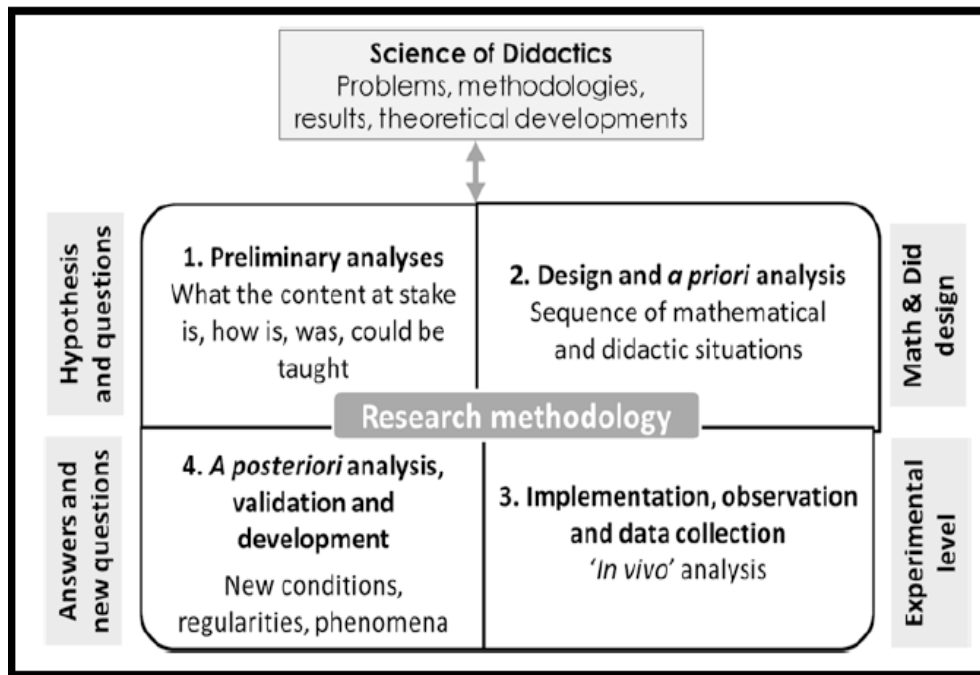 Science of Didactics
Problems, methodologies,
results, theoretical developments
Hypothesis
and questions
1. Preliminary analyses
What the content at stake
is, how is, was, could be
taught
2. Design and a priori analysis
Sequence of mathematical
and didactic situations
Math & Did
design
Research methodology
Answers and
new questions
4. A posteriori analysis,
validation and
development
New conditions,
regularities, phenomena
3. Implementation, observation
and data collection
‘In vivo’ analysis
Experimental
level